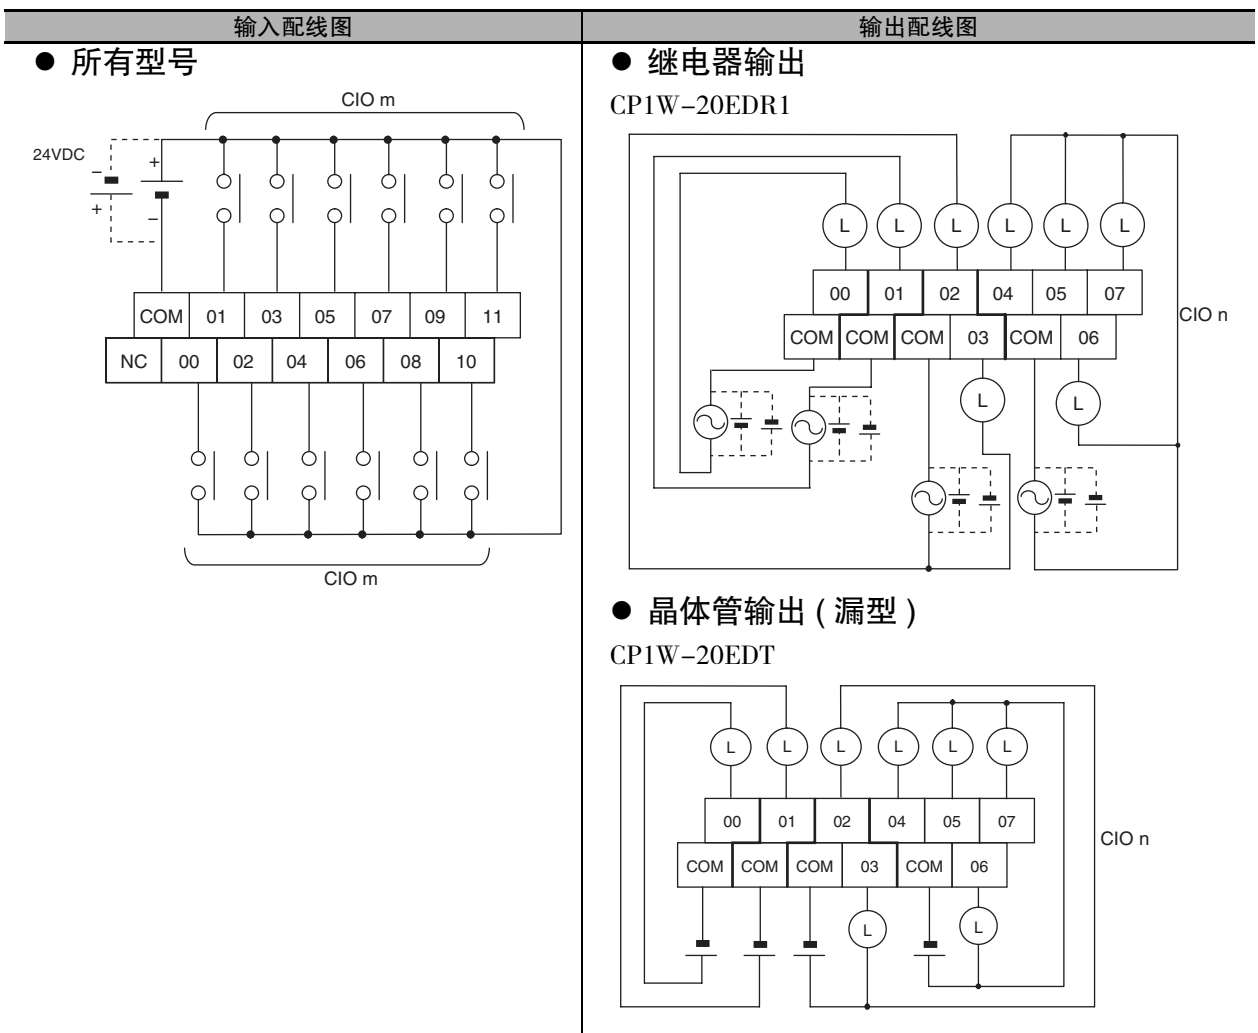 输入配线图
输出配线图
● 所有型号
CIO m
24VDC
− +
+ −
COM 01 03 05 07 09 11
NC 00 02 04 06 08 10
CIO m
● 继电器输出
CP1W−20EDR1
L L L L L L
00 01 02 04 05 07
CIO n
COM COM COM 03 COM 06
L L
● 晶体管输出 ( 漏型 )
CP1W−20EDT
L L L L L L
00 01 02 04 05 07
CIO n
COM COM COM 03 COM 06
L L